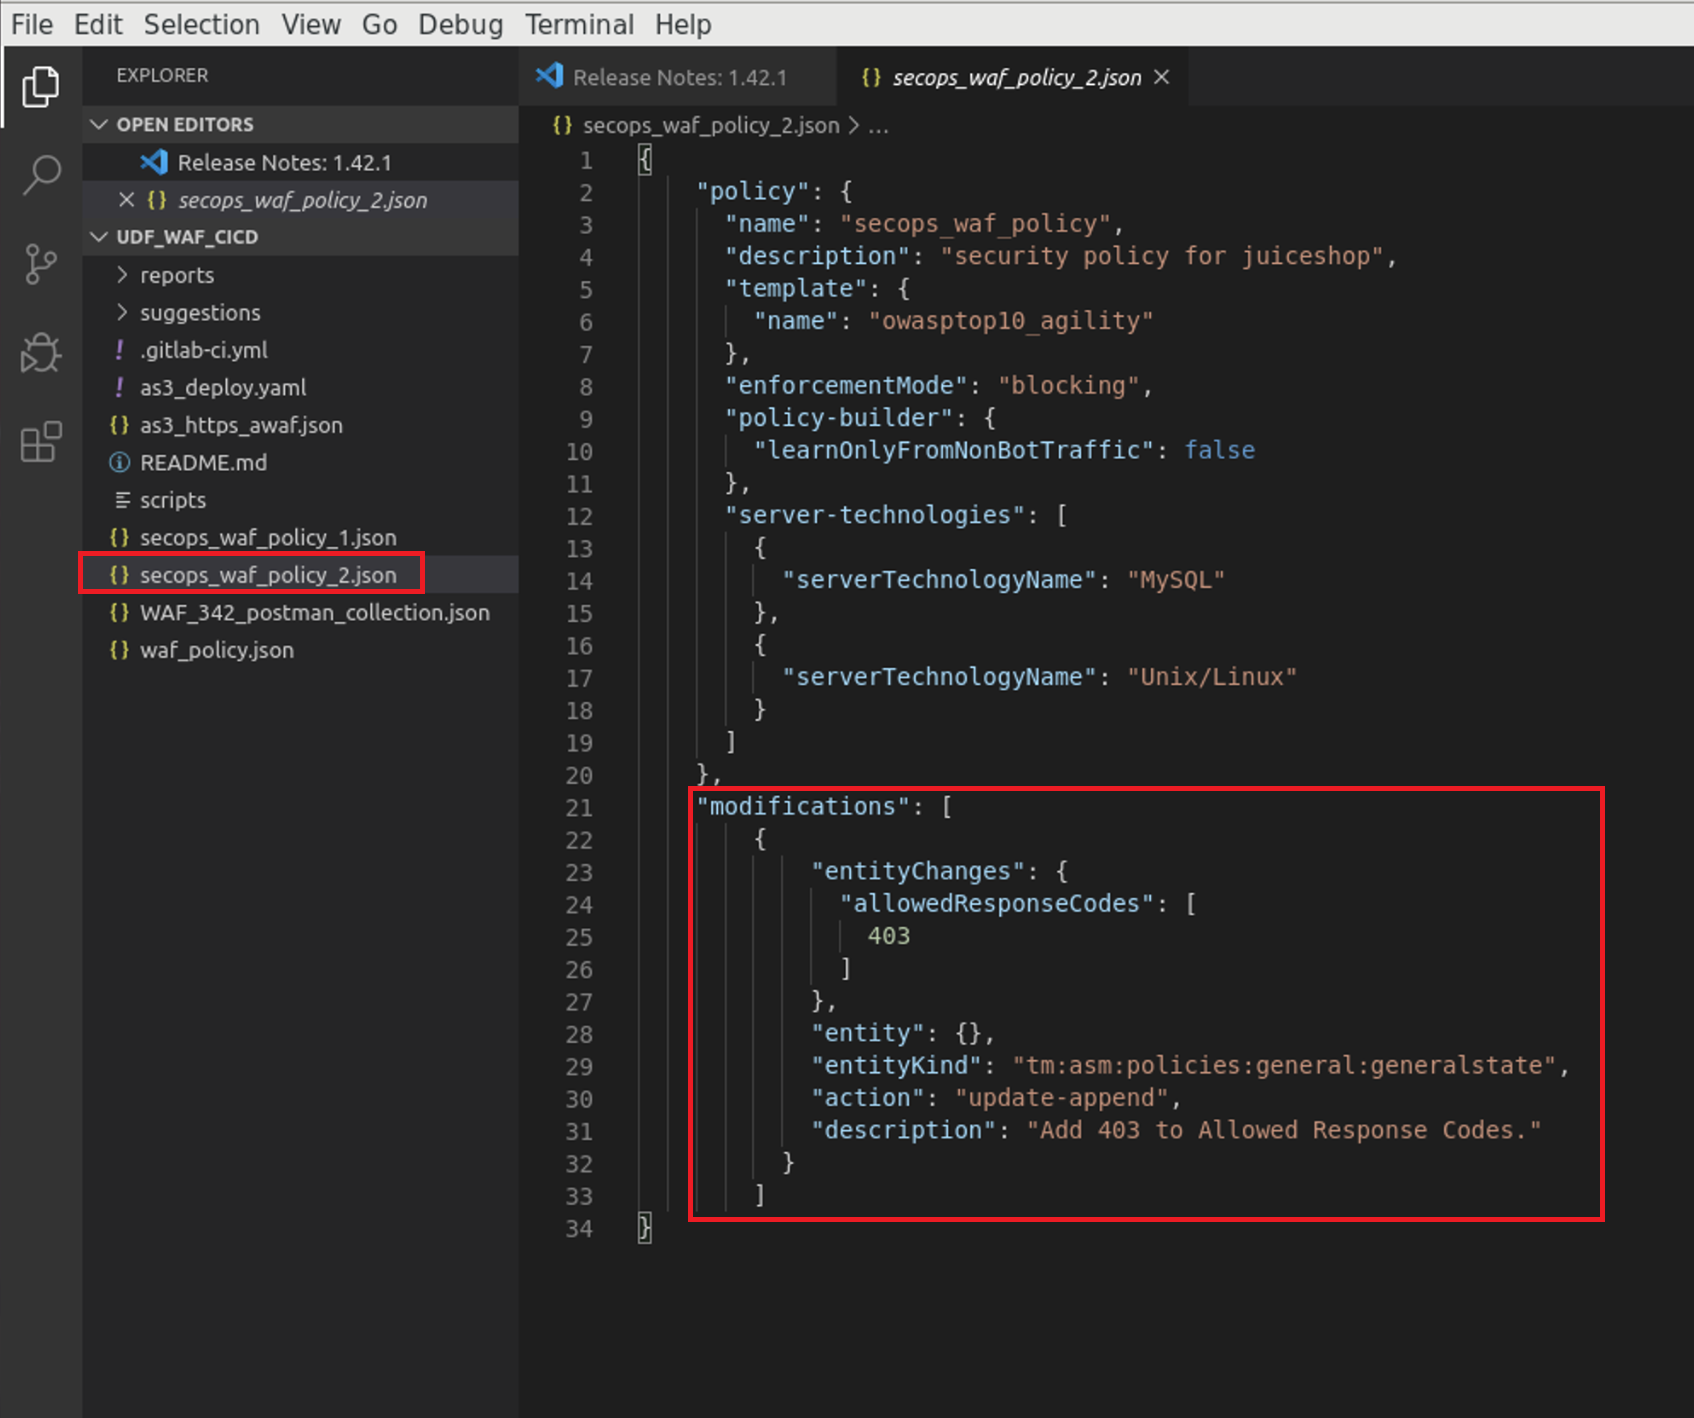 File Edit Selection View Go Debug Terminal Help
EXPLORER
OPEN EDITORS
Release Notes: 1.42.1
secops_waf_policy_2.json
UDF_WAF_CICD
reports
suggestions
! .gitlab-ci.yml
! as3_deploy.yaml
{} as3_https_awaf.json
README.md
scripts
{} secops_waf_policy_1.json
{} secops_waf_policy_2.json
{} WAF_342_postman_collection.json
{} waf_policy.json
Release Notes: 1.42.1
{} secops_waf_policy_2.json
{} secops_waf_policy_2.json > ...
1 {
2 "policy": {
3 "name": "secops_waf_policy",
4 "description": "security policy for juiceshop",
5 "template": {
6 "name": "owasptop10_agility"
7 },
8 "enforcementMode": "blocking",
9 "policy-builder": {
10 "learnOnlyFromNonBotTraffic": false
11 },
12 "server-technologies": [
13 {
14 "serverTechnologyName": "MySQL"
15 },
16 {
17 "serverTechnologyName": "Unix/Linux"
18 }
19 ]
20 },
21 "modifications": [
22 {
23 "entityChanges": {
24 "allowedResponseCodes": [
25 403
26 ]
27 },
28 "entity": {},
29 "entityKind": "tm:asm:policies:general:generalstate",
30 "action": "update-append",
31 "description": "Add 403 to Allowed Response Codes."
32 }
33 ]
34 }